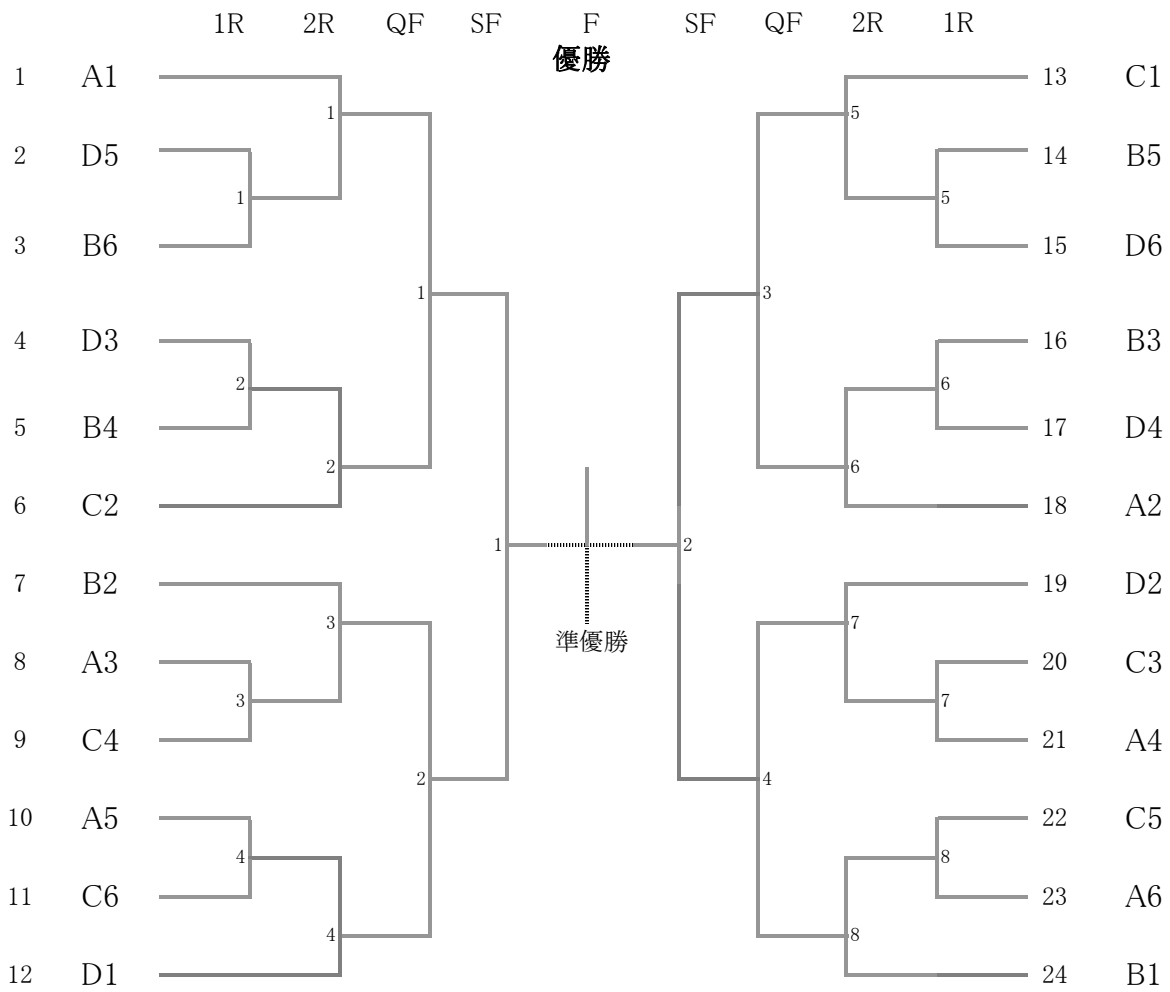 1R 2R QF SF F SF QF 2R 1R
優勝
1 A1 13 C1
1 5
2 D5 14 B5
1 5
3 B6 15 D6
1 3
4 D3 16 B3
2 6
5 B4 17 D4
2 6
6 C2 18 A2
1 2
7 B2 19 D2
3 7
準優勝
8 A3 20 C3
3 7
9 C4 21 A4
2 4
10 A5 22 C5
4 8
11 C6 23 A6
4 8
12 D1 24 B1